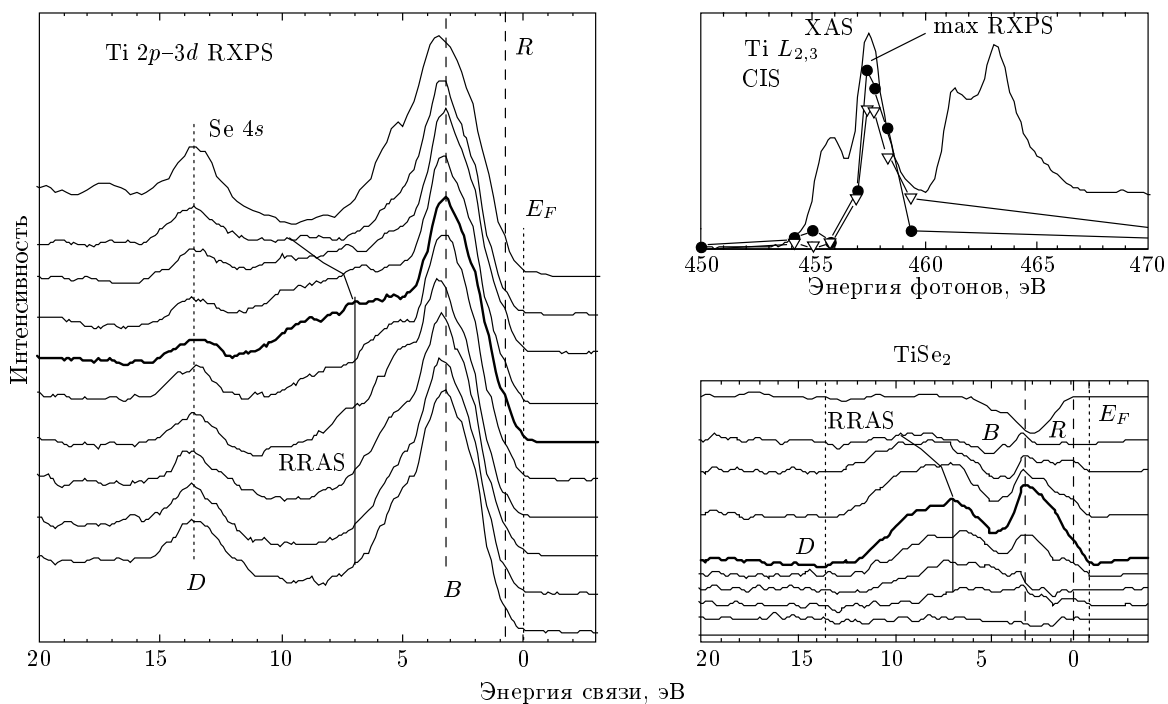 Ti 2p–3d RXPS
R
Se 4s
E_F
RRAS
D
B
Интенсивность
20 15 10 5 0
XAS
max RXPS
Ti L_2,3
CIS
450 455 460 465 470
Энергия фотонов, эВ
TiSe_2
RRAS
B
R
E_F
D
20 15 10 5 0
Энергия связи, эВ